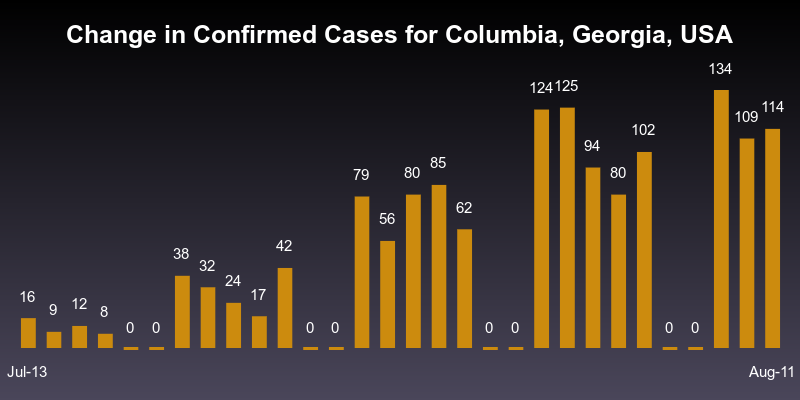 Change in Confirmed Cases for Columbia, Georgia, USA
16 9 12 8 0 0 38 32 24 17 42 0 0 79 56 80 85 62 0 0 124 125 94 80 102 0 0 134 109 114
Jul-13 Aug-11